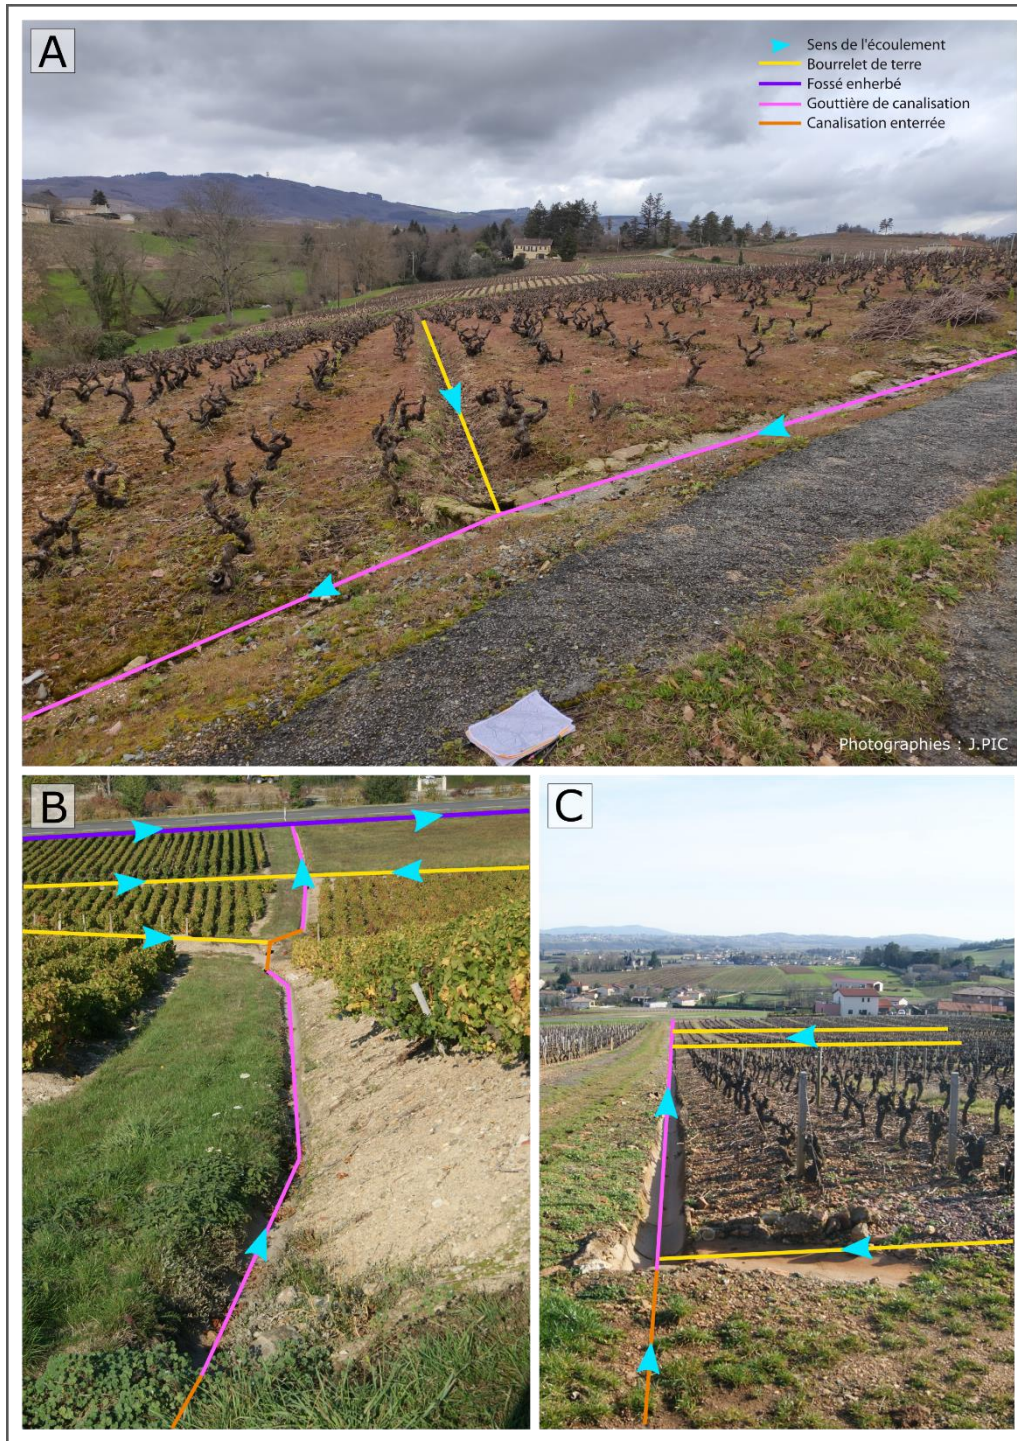 A
Sens de l'écoulement
Bourrelet de terre
Fossé enherbé
Gouttière de canalisation
Canalisation enterrée
Photographies : J.PIC
B
C